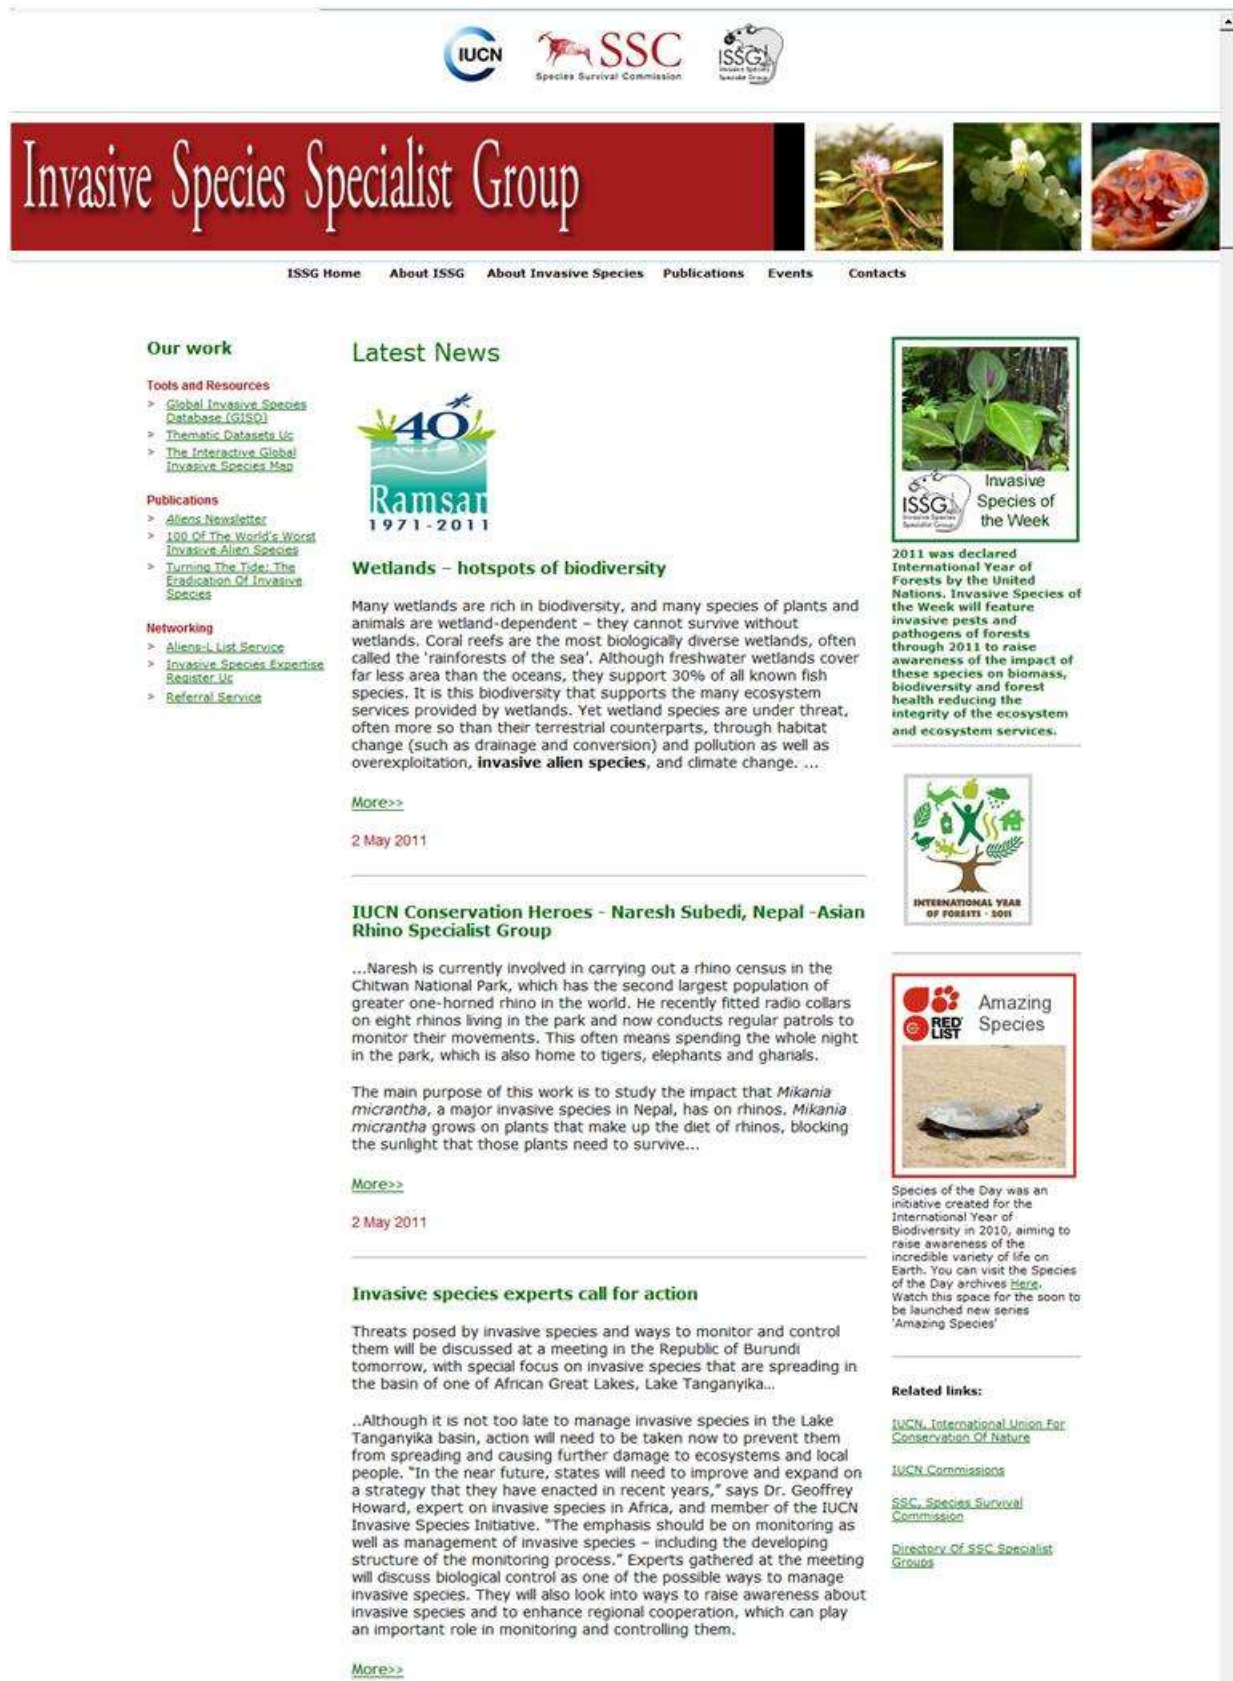 IUCN
SSC
Species Survival Commission
ISSG
Invasive Species
Specialist Group
Invasive Species Specialist Group
ISSG Home
About ISSG
About Invasive Species
Publications
Events
Contacts
Our work
Tools and Resources
> Global Invasive Species
Database (GISD)
> Thematic Datasets Uc
> The Interactive Global
Invasive Species Map
Publications
> Aliens Newsletter
> 100 Of The World's Worst
Invasive Alien Species
> Turning The Tide: The
Eradication Of Invasive
Species
Networking
> Aliens-L List Service
> Invasive Species Expertise
Register Uc
> Referral Service
Latest News
40
Ramsar
1971-2011
Wetlands – hotspots of biodiversity
Many wetlands are rich in biodiversity, and many species of plants and
animals are wetland-dependent – they cannot survive without
wetlands. Coral reefs are the most biologically diverse wetlands, often
called the 'rainforests of the sea'. Although freshwater wetlands cover
far less area than the oceans, they support 30% of all known fish
species. It is this biodiversity that supports the many ecosystem
services provided by wetlands. Yet wetland species are under threat,
often more so than their terrestrial counterparts, through habitat
change (such as drainage and conversion) and pollution as well as
overexploitation, invasive alien species, and climate change. ...
More>>
2 May 2011
IUCN Conservation Heroes - Naresh Subedi, Nepal -Asian
Rhino Specialist Group
...Naresh is currently involved in carrying out a rhino census in the
Chitwan National Park, which has the second largest population of
greater one-horned rhino in the world. He recently fitted radio collars
on eight rhinos living in the park and now conducts regular patrols to
monitor their movements. This often means spending the whole night
in the park, which is also home to tigers, elephants and gharials.
The main purpose of this work is to study the impact that Mikania
micrantha, a major invasive species in Nepal, has on rhinos. Mikania
micrantha grows on plants that make up the diet of rhinos, blocking
the sunlight that those plants need to survive...
More>>
2 May 2011
Invasive species experts call for action
Threats posed by invasive species and ways to monitor and control
them will be discussed at a meeting in the Republic of Burundi
tomorrow, with special focus on invasive species that are spreading in
the basin of one of African Great Lakes, Lake Tanganyika...
..Although it is not too late to manage invasive species in the Lake
Tanganyika basin, action will need to be taken now to prevent them
from spreading and causing further damage to ecosystems and local
people. "In the near future, states will need to improve and expand on
a strategy that they have enacted in recent years," says Dr. Geoffrey
Howard, expert on invasive species in Africa, and member of the IUCN
Invasive Species Initiative. "The emphasis should be on monitoring as
well as management of invasive species – including the developing
structure of the monitoring process." Experts gathered at the meeting
will discuss biological control as one of the possible ways to manage
invasive species. They will also look into ways to raise awareness about
invasive species and to enhance regional cooperation, which can play
an important role in monitoring and controlling them.
More>>
ISSG
Invasive Species
Specialist Group
Invasive
Species of
the Week
2011 was declared
International Year of
Forests by the United
Nations. Invasive Species of
the Week will feature
invasive pests and
pathogens of forests
through 2011 to raise
awareness of the impact of
these species on biomass,
biodiversity and forest
health reducing the
integrity of the ecosystem
and ecosystem services.
INTERNATIONAL YEAR
OF FORESTS · 2011
RED
LIST
Amazing
Species
Species of the Day was an
initiative created for the
International Year of
Biodiversity in 2010, aiming to
raise awareness of the
incredible variety of life on
Earth. You can visit the Species
of the Day archives Here.
Watch this space for the soon to
be launched new series
'Amazing Species'
Related links:
IUCN, International Union For
Conservation Of Nature
IUCN Commissions
SSC, Species Survival
Commission
Directory Of SSC Specialist
Groups